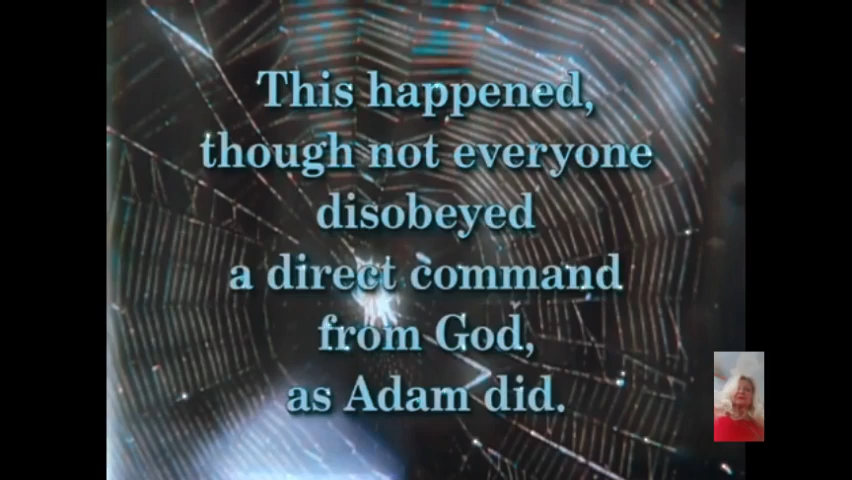 This happened,
though not everyone
disobeyed
a direct command
from God,
as Adam did.